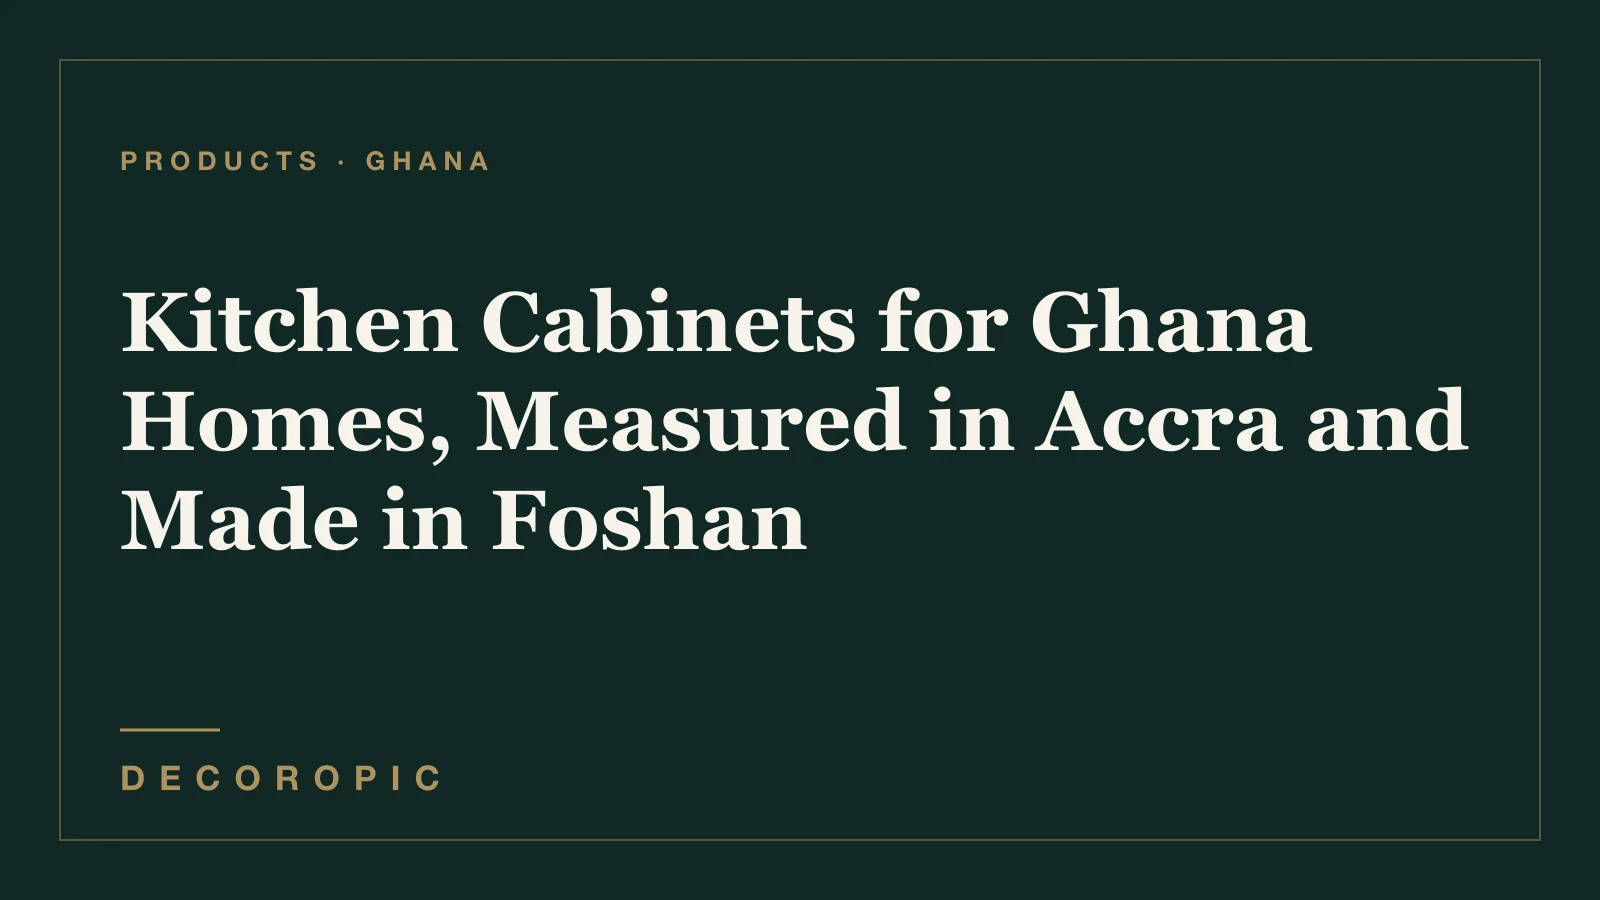 PRODUCTS · GHANA
Kitchen Cabinets for Ghana
Homes, Measured in Accra and
Made in Foshan
DECOROPIC